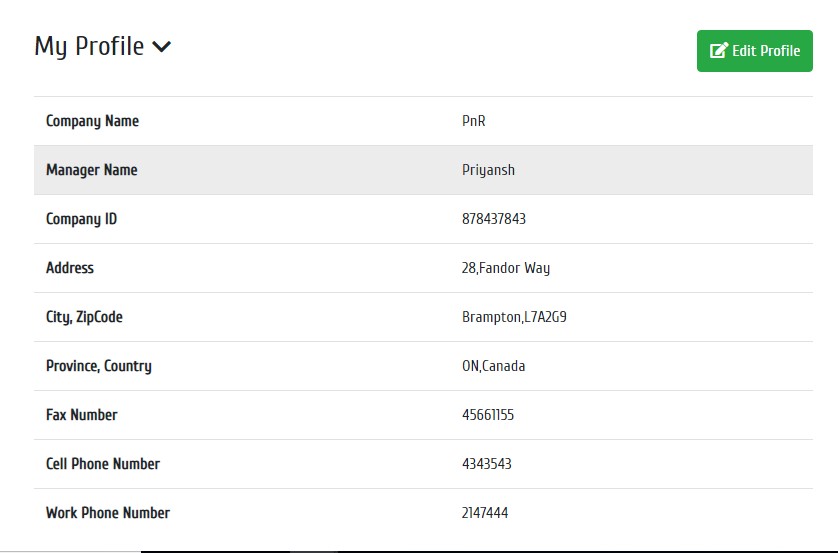 My Profile
Edit Profile
Company Name PnR
Manager Name Priyansh
Company ID 878437843
Address 28,Fandor Way
City, ZipCode Brampton,L7A2G9
Province, Country ON,Canada
Fax Number 45661155
Cell Phone Number 4343543
Work Phone Number 2147444